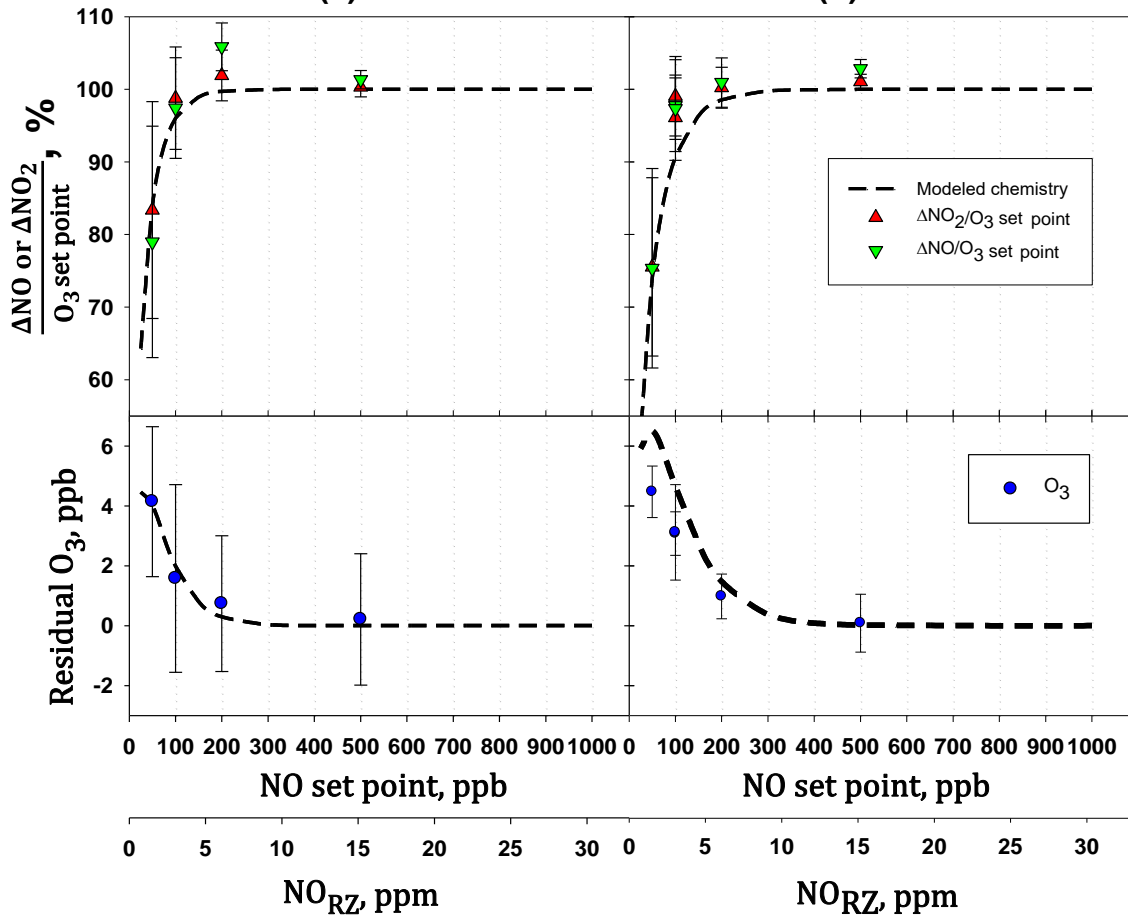 110
100
90
80
70
60
ΔNO or ΔNO2
O3 set point
, %
Modeled chemistry
ΔNO2/O3 set point
ΔNO/O3 set point
6
4
2
0
-2
Residual O3, ppb
O3
0 100 200 300 400 500 600 700 800 900 1000
0 100 200 300 400 500 600 700 800 900 1000
NO set point, ppb
NO set point, ppb
0 5 10 15 20 25 30
0 5 10 15 20 25 30
NORZ, ppm
NORZ, ppm